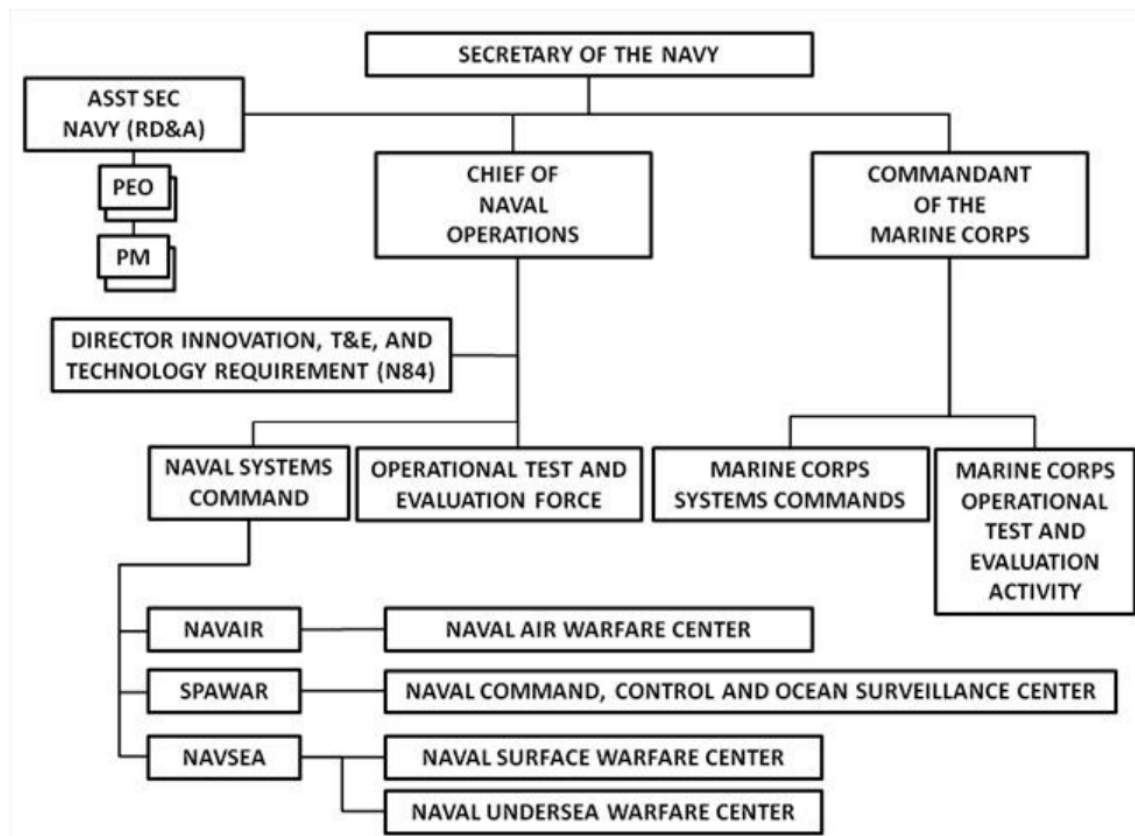 SECRETARY OF THE NAVY
ASST SEC
NAVY (RD&A)
PEO
PM
CHIEF OF
NAVAL
OPERATIONS
COMMANDANT
OF THE
MARINE CORPS
DIRECTOR INNOVATION, T&E, AND
TECHNOLOGY REQUIREMENT (N84)
NAVAL SYSTEMS
COMMAND
OPERATIONAL TEST AND
EVALUATION FORCE
MARINE CORPS
SYSTEMS COMMANDS
MARINE CORPS
OPERATIONAL
TEST AND
EVALUATION
ACTIVITY
NAVAIR
NAVAL AIR WARFARE CENTER
SPAWAR
NAVAL COMMAND, CONTROL AND OCEAN SURVEILLANCE CENTER
NAVSEA
NAVAL SURFACE WARFARE CENTER
NAVAL UNDERSEA WARFARE CENTER